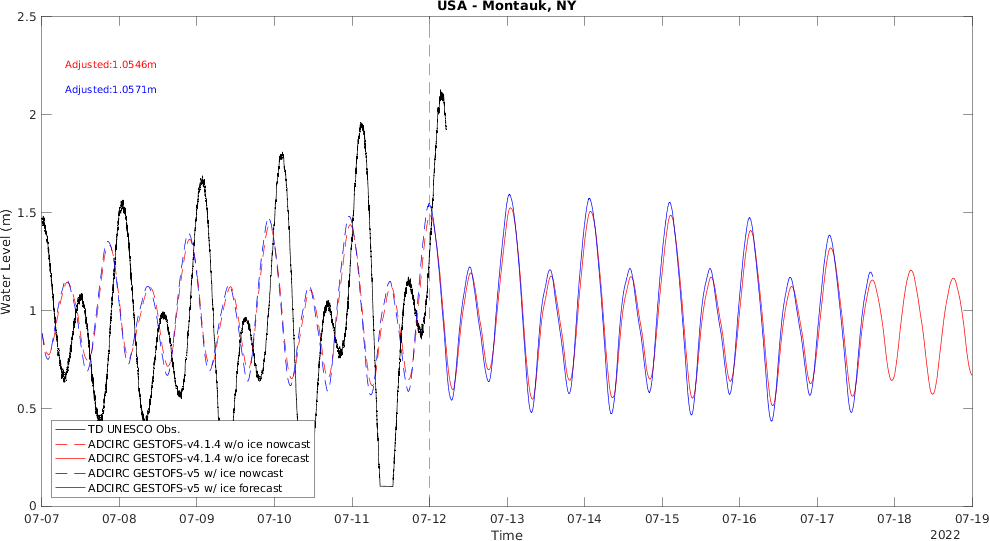 USA - Montauk, NY
2.5
Adjusted:1.0546m
Adjusted:1.0571m
2
1.5
Water Level (m)
1
0.5
0
TD UNESCO Obs.
ADCIRC GESTOFS-v4.1.4 w/o ice nowcast
ADCIRC GESTOFS-v4.1.4 w/o ice forecast
ADCIRC GESTOFS-v5 w/ ice nowcast
ADCIRC GESTOFS-v5 w/ ice forecast
07-07 07-08 07-09 07-10 07-11 07-12 07-13 07-14 07-15 07-16 07-17 07-18 07-19
Time
2022